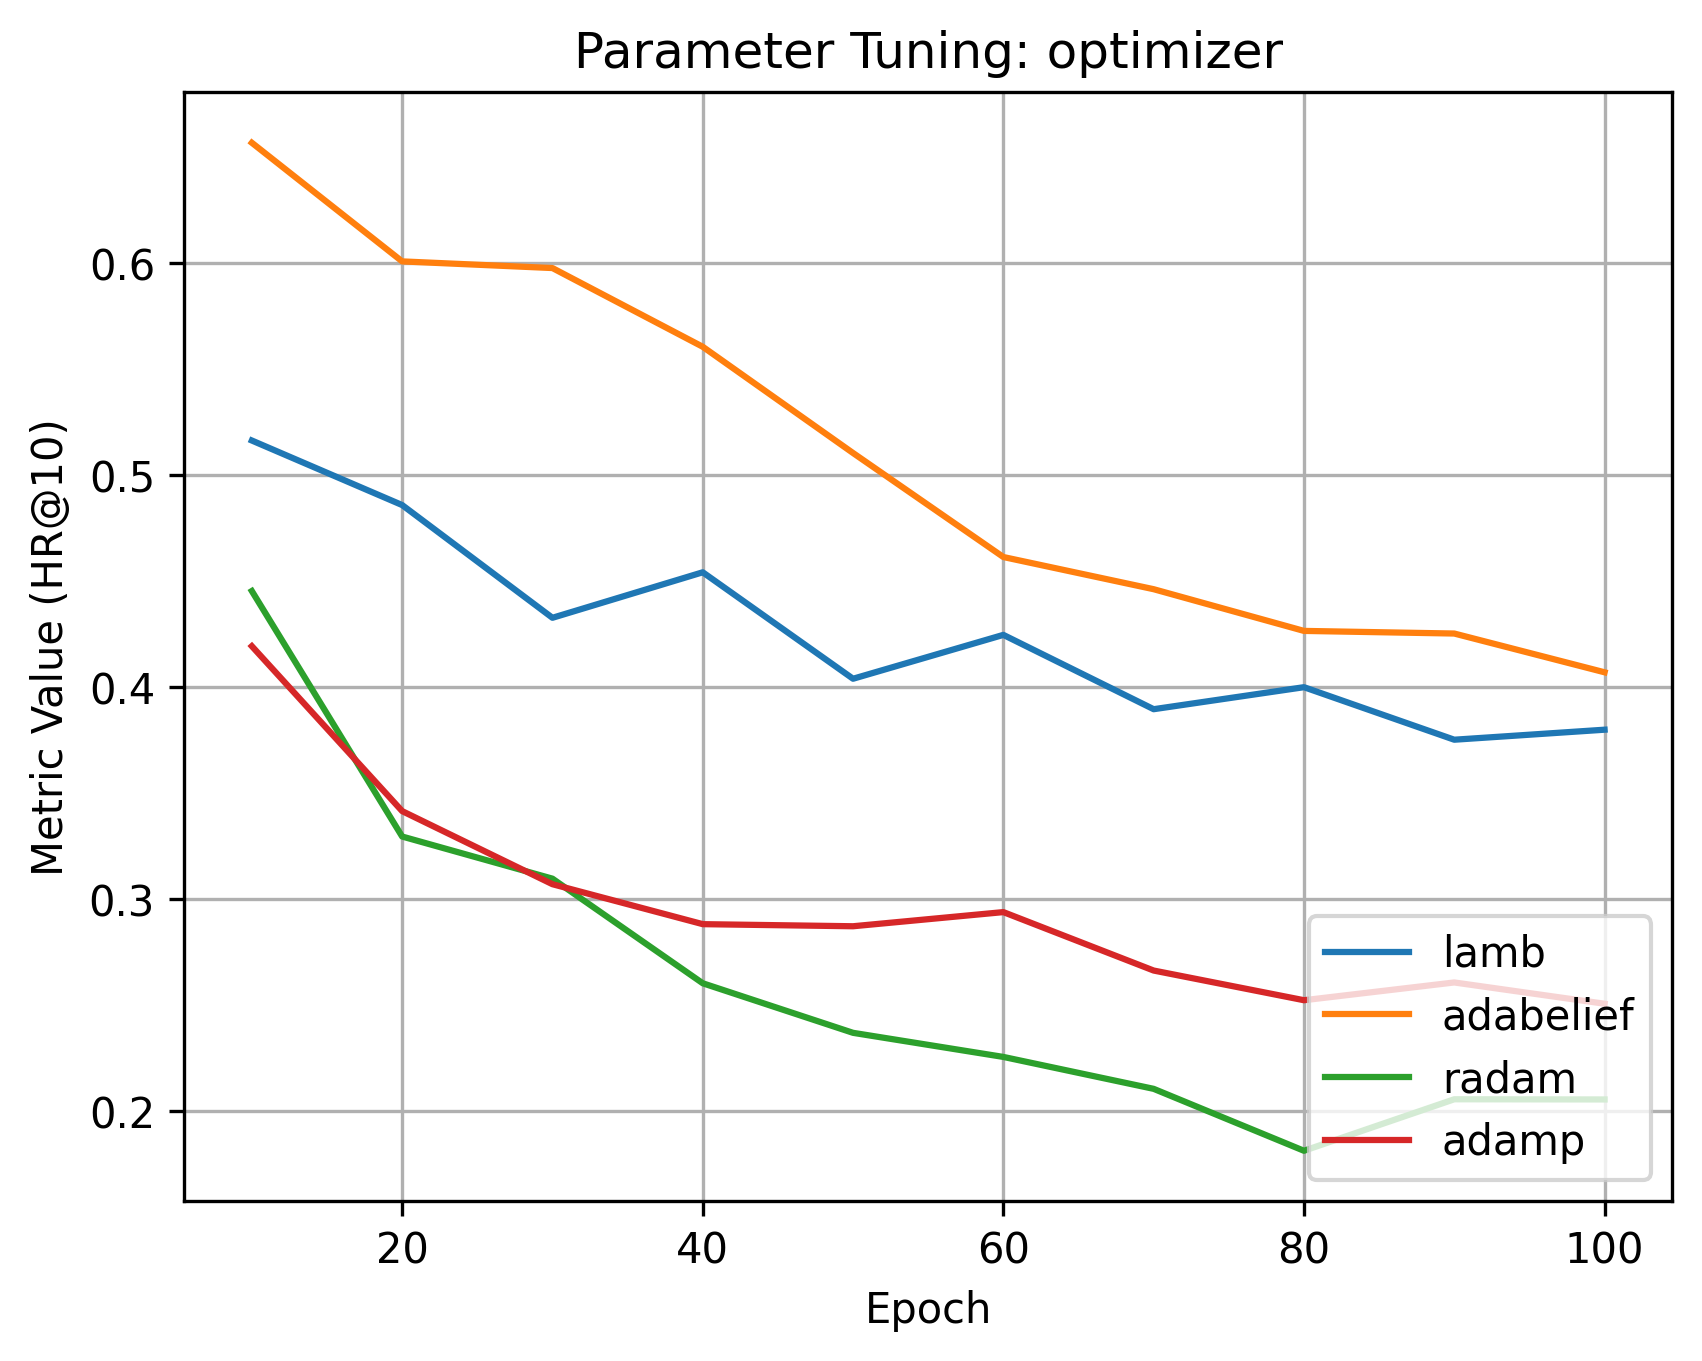 Parameter Tuning: optimizer
Metric Value (HR@10)
0.6
0.5
0.4
0.3
0.2
lamb
adabelief
radam
adamp
20 40 60 80 100
Epoch